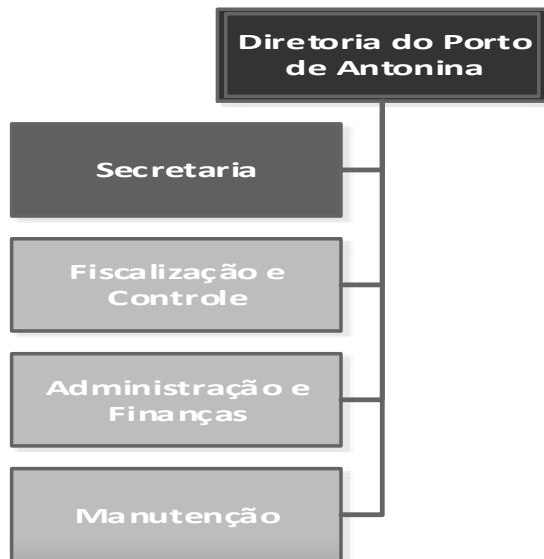 Diretoria do Porto
de Antonina
Secretaria
Fiscalização e
Controle
Administração e
Finanças
Manutenção